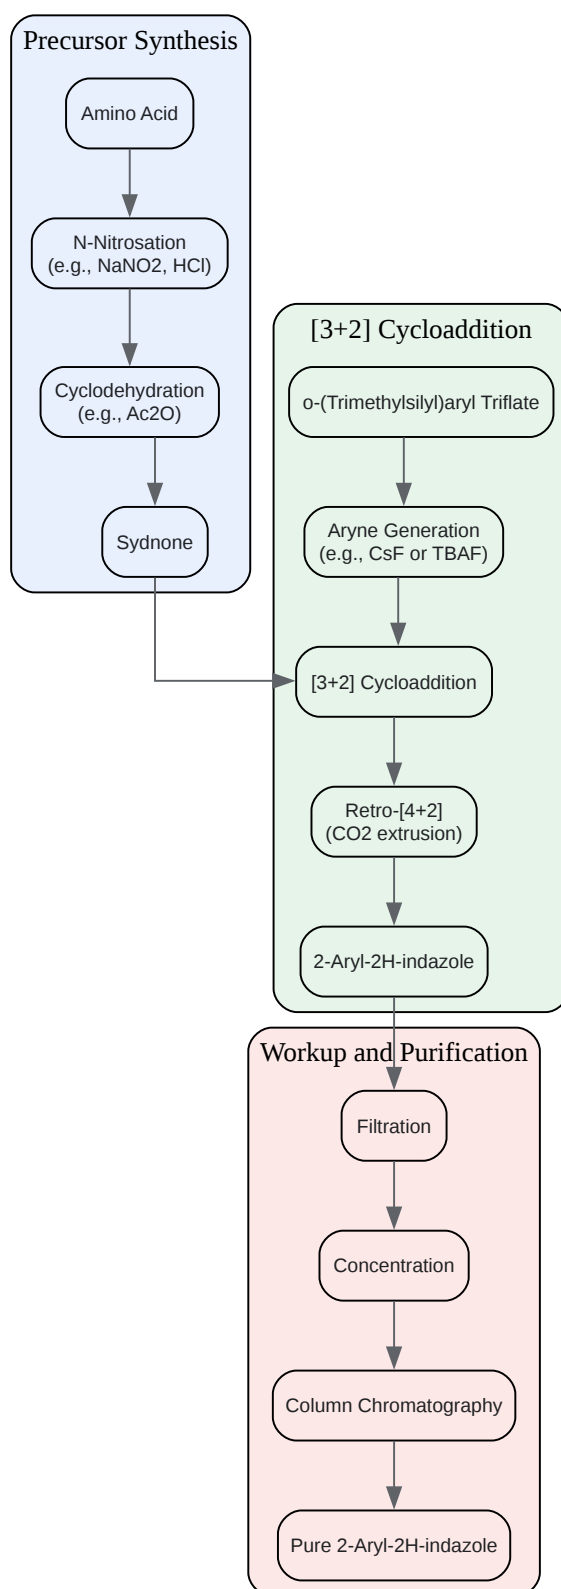 Precursor Synthesis
Amino Acid
N-Nitrosation
(e.g., NaNO2, HCl)
Cyclodehydration
(e.g., Ac2O)
Sydnone
[3+2] Cycloaddition
o-(Trimethylsilyl)aryl Triflate
Aryne Generation
(e.g., CsF or TBAF)
[3+2] Cycloaddition
Retro-[4+2]
(CO2 extrusion)
2-Aryl-2H-indazole
Workup and Purification
Filtration
Concentration
Column Chromatography
Pure 2-Aryl-2H-indazole